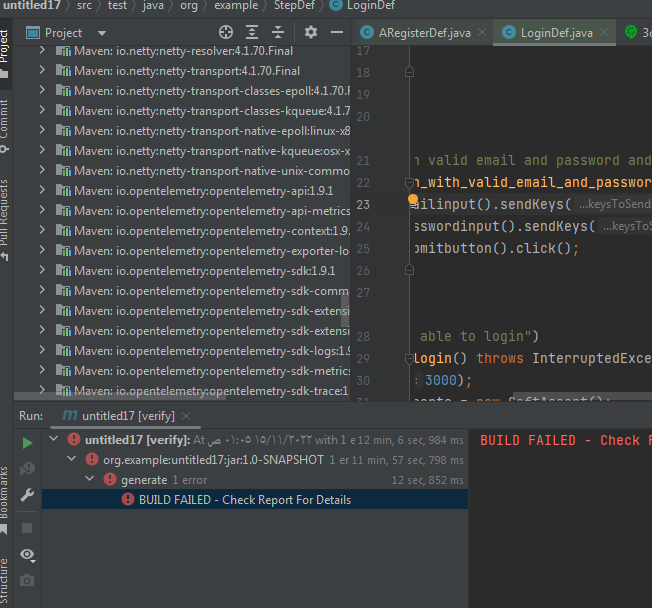 untitled17 › src › test › java › org › example › StepDef › LoginDef
Project
ARegisterDef.java
LoginDef.java
Maven: io.netty:netty-resolver:4.1.70.Final
Maven: io.netty:netty-transport:4.1.70.Final
Maven: io.netty:netty-transport-classes-epoll:4.1.70.F
Maven: io.netty:netty-transport-classes-kqueue:4.1.7
Maven: io.netty:netty-transport-native-epoll:linux-x8
Maven: io.netty:netty-transport-native-kqueue:osx-x
Maven: io.netty:netty-transport-native-unix-commo
Maven: io.opentelemetry:opentelemetry-api:1.9.1
Maven: io.opentelemetry:opentelemetry-api-metrics
Maven: io.opentelemetry:opentelemetry-context:1.9.
Maven: io.opentelemetry:opentelemetry-exporter-lo
Maven: io.opentelemetry:opentelemetry-sdk:1.9.1
Maven: io.opentelemetry:opentelemetry-sdk-comm
Maven: io.opentelemetry:opentelemetry-sdk-extensi
Maven: io.opentelemetry:opentelemetry-sdk-extensi
Maven: io.opentelemetry:opentelemetry-sdk-logs:1.9
Maven: io.opentelemetry:opentelemetry-sdk-metrics
Maven: io.opentelemetry:opentelemetry-sdk-trace:1
17
18
19
20
21 h valid email and password and
22 n_with_valid_email_and_passwor
23 ailinput().sendKeys( ...keysToSend
24 sswordinput().sendKeys( ...keysToSe
25 omitbutton().click();
26
27
28 able to login")
29 login() throws InterruptedExce
30 : 3000);
Project
Commit
Pull Requests
Bookmarks
Structure
Run: untitled17 [verify]
untitled17 [verify]: At ١٥/١١/٢٠٢٢ ٠١:٠٥ ص with 1 e 12 min, 6 sec, 984 ms
org.example:untitled17:jar:1.0-SNAPSHOT 1 er 11 min, 57 sec, 798 ms
generate 1 error 12 sec, 852 ms
BUILD FAILED - Check Report For Details
BUILD FAILED - Check